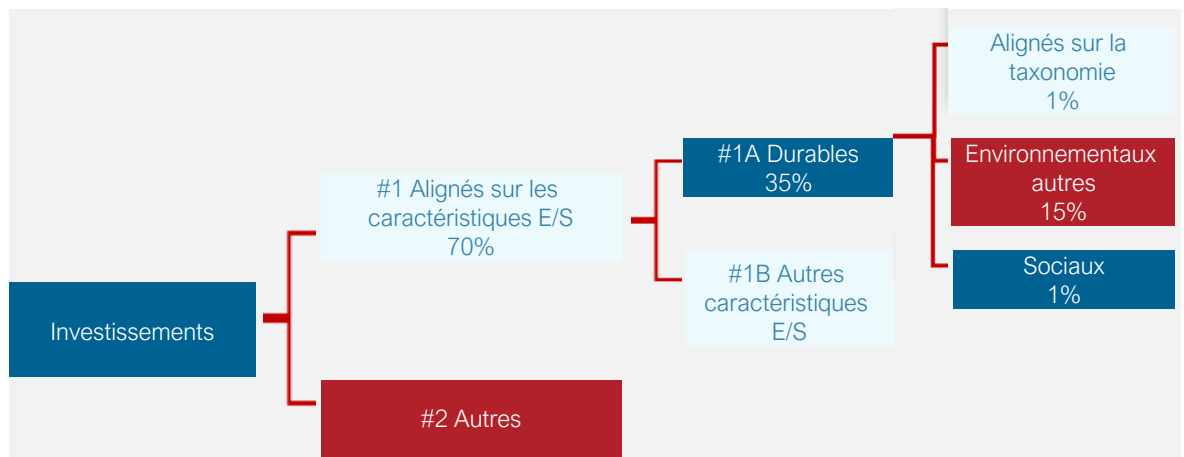 Investissements
#1 Alignés sur les
caractéristiques E/S
70%
#2 Autres
#1A Durables
35%
#1B Autres
caractéristiques
E/S
Alignés sur la
taxonomie
1%
Environnementaux
autres
15%
Sociaux
1%